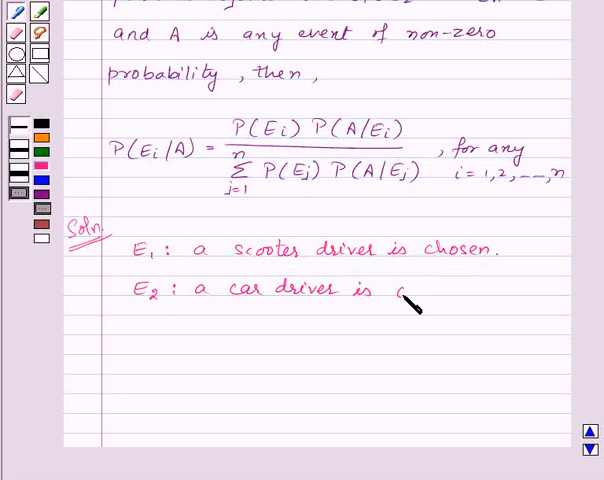 and A is any event of non-zero
probability, then,
P(Ei/A) = P(Ei) P(A/Ei) / n Σ j=1 P(Ej) P(A/Ej) , for any i = 1,2,---,n
Soln.
E1 : a scooter driver is chosen.
E2 : a car driver is c